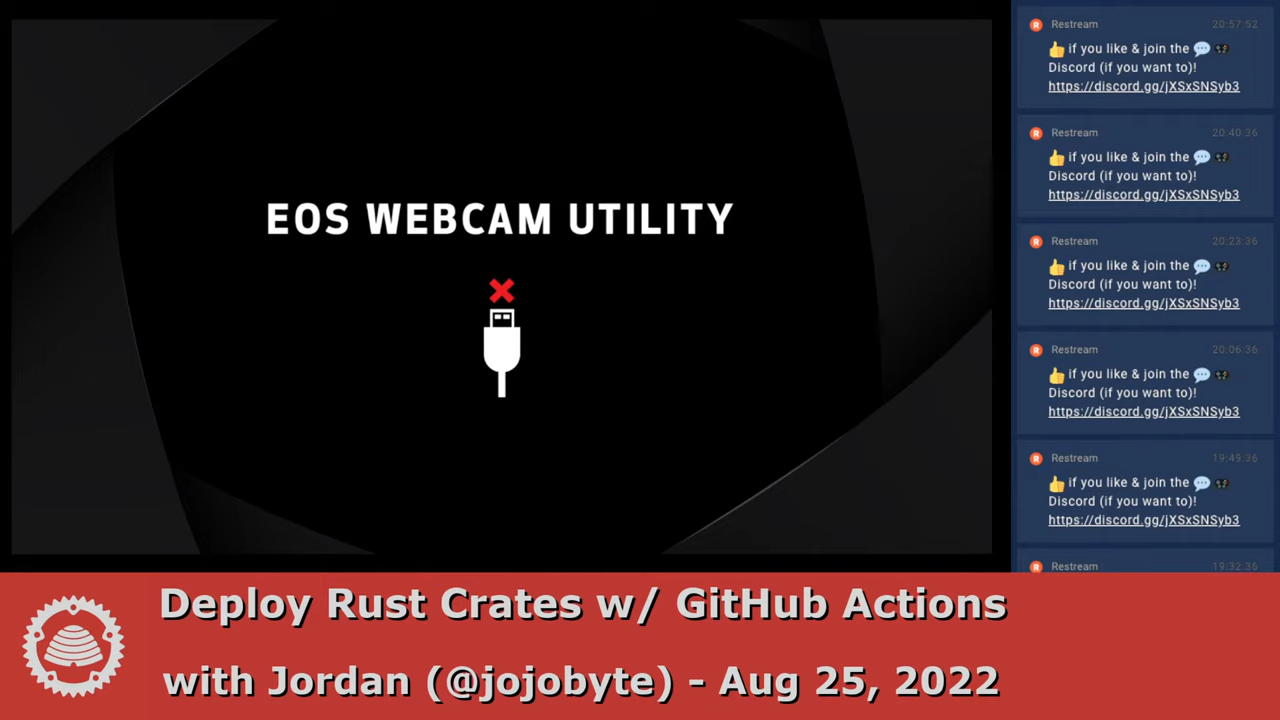 EOS WEBCAM UTILITY
Restream 20:57:52
👍 if you like & join the 💬
Discord (if you want to)!
https://discord.gg/jXSxSNSyb3
Restream 20:40:36
👍 if you like & join the 💬
Discord (if you want to)!
https://discord.gg/jXSxSNSyb3
Restream 20:23:36
👍 if you like & join the 💬
Discord (if you want to)!
https://discord.gg/jXSxSNSyb3
Restream 20:06:36
👍 if you like & join the 💬
Discord (if you want to)!
https://discord.gg/jXSxSNSyb3
Restream 19:49:36
👍 if you like & join the 💬
Discord (if you want to)!
https://discord.gg/jXSxSNSyb3
Restream 19:32:36
Deploy Rust Crates w/ GitHub Actions
with Jordan (@jojobyte) - Aug 25, 2022